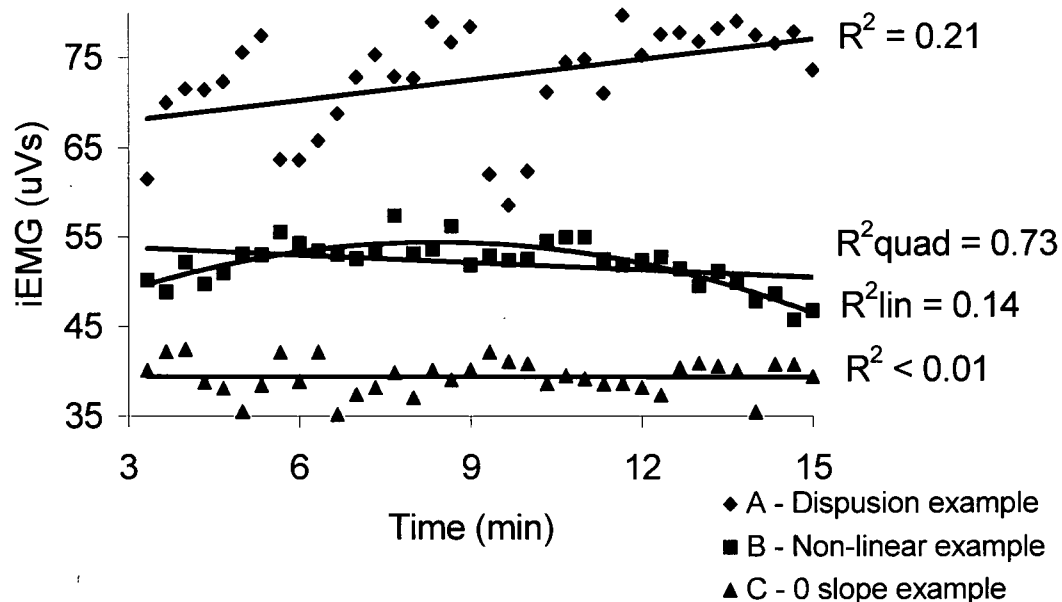 75
65
55
45
35
iEMG (uVs)
3
6
9
12
15
Time (min)
R² = 0.21
R²quad = 0.73
R²lin = 0.14
R² < 0.01
A - Dispusion example
B - Non-linear example
C - 0 slope example